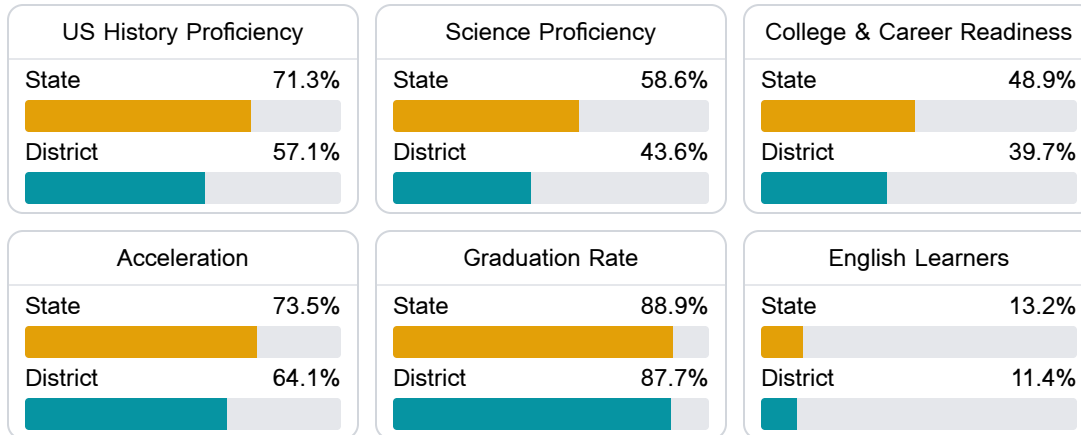 US History Proficiency
State 71.3%
District 57.1%
Science Proficiency
State 58.6%
District 43.6%
College & Career Readiness
State 48.9%
District 39.7%
Acceleration
State 73.5%
District 64.1%
Graduation Rate
State 88.9%
District 87.7%
English Learners
State 13.2%
District 11.4%